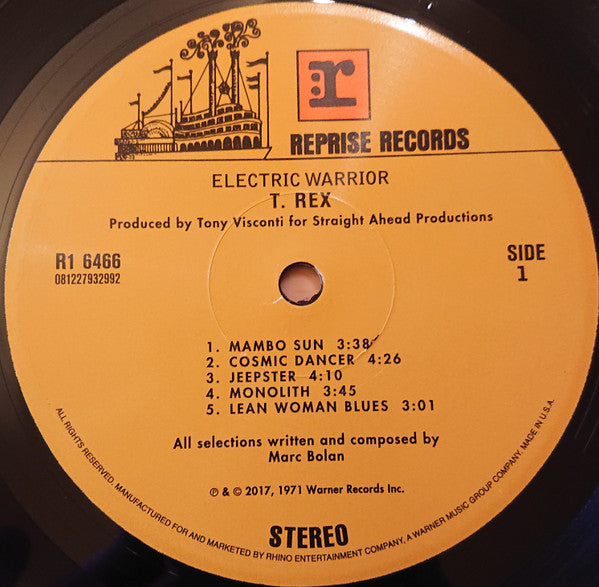 r
REPRISE RECORDS
ELECTRIC WARRIOR
T. REX
Produced by Tony Visconti for Straight Ahead Productions
R1 6466
081227932992
SIDE
1
1. MAMBO SUN 3:38
2. COSMIC DANCER 4:26
3. JEEPSTER 4:10
4. MONOLITH 3:45
5. LEAN WOMAN BLUES 3:01
All selections written and composed by
Marc Bolan
℗ & © 2017, 1971 Warner Records Inc.
STEREO
ALL RIGHTS RESERVED. MANUFACTURED FOR AND MARKETED BY RHINO ENTERTAINMENT COMPANY, A WARNER MUSIC GROUP COMPANY. MADE IN U.S.A.